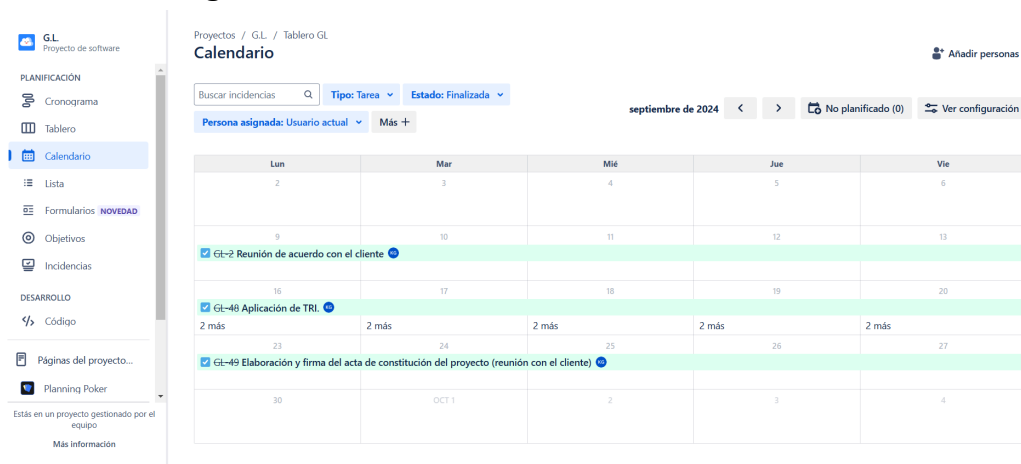 G.L.
Proyecto de software
PLANIFICACIÓN
Cronograma
Tablero
Calendario
Lista
Formularios NOVEDAD
Objetivos
Incidencias
DESARROLLO
Código
Páginas del proyecto...
Planning Poker
Estás en un proyecto gestionado por el
equipo
Más información
Proyectos / G.L. / Tablero GL
Calendario
Añadir personas
Buscar incidencias
Tipo: Tarea
Estado: Finalizada
Persona asignada: Usuario actual
Más +
septiembre de 2024 < > No planificado (0) Ver configuración
Lun Mar Mié Jue Vie
2 3 4 5 6
9 10 11 12 13
GL-2 Reunión de acuerdo con el cliente KG
16 17 18 19 20
GL-48 Aplicación de TRI. KG
2 más 2 más 2 más 2 más 2 más
23 24 25 26 27
GL-49 Elaboración y firma del acta de constitución del proyecto (reunión con el cliente) KG
30 OCT 1 2 3 4